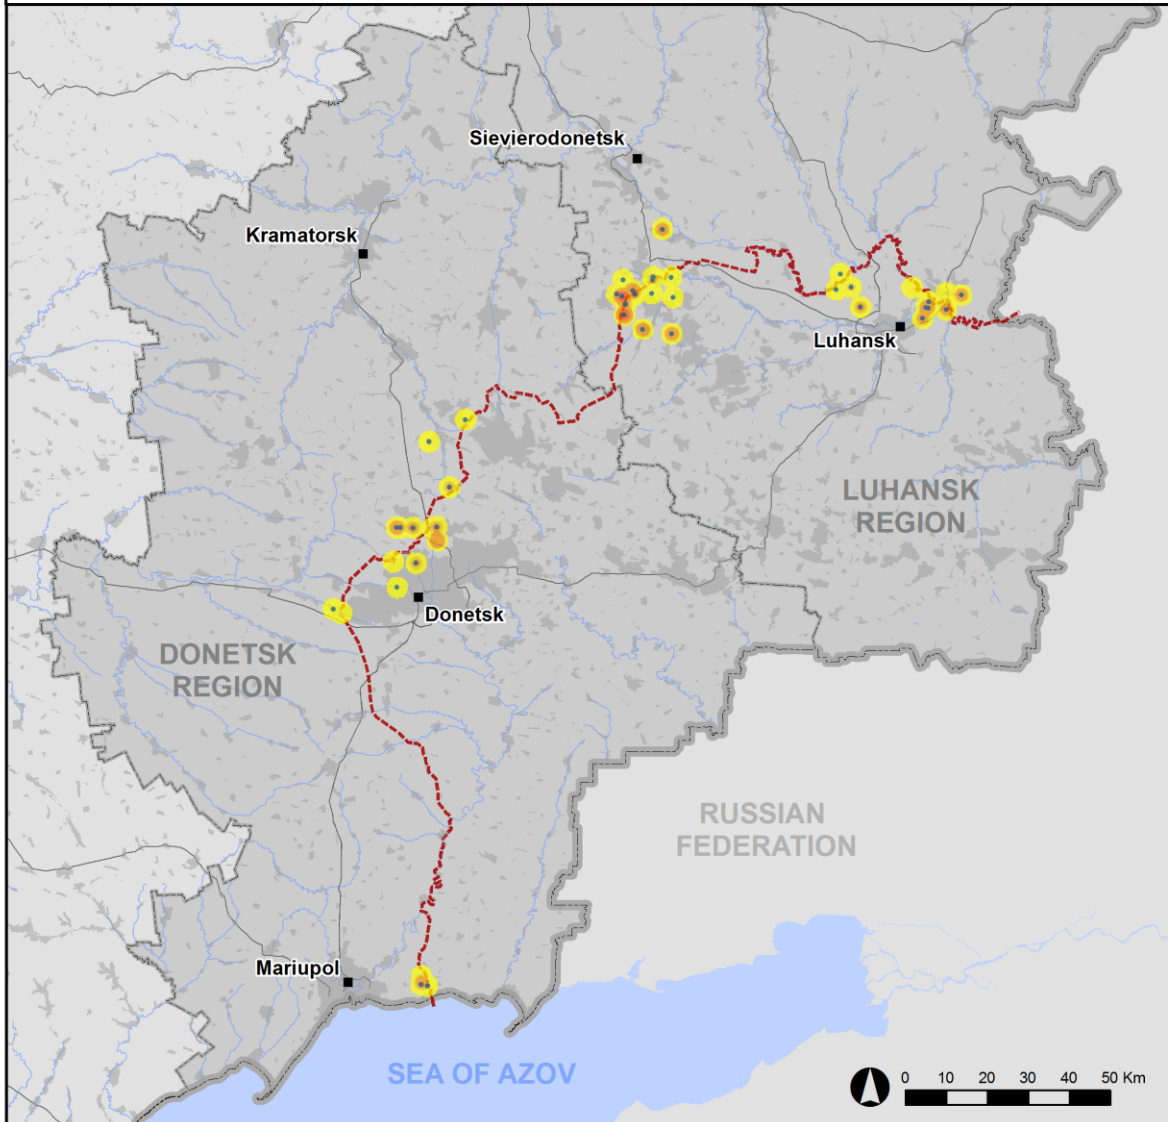 Sievierodonetsk
Kramatorsk
Luhansk
LUHANSK
REGION
Donetsk
DONETSK
REGION
RUSSIAN
FEDERATION
Mariupol
SEA OF AZOV
0 10 20 30 40 50 Km